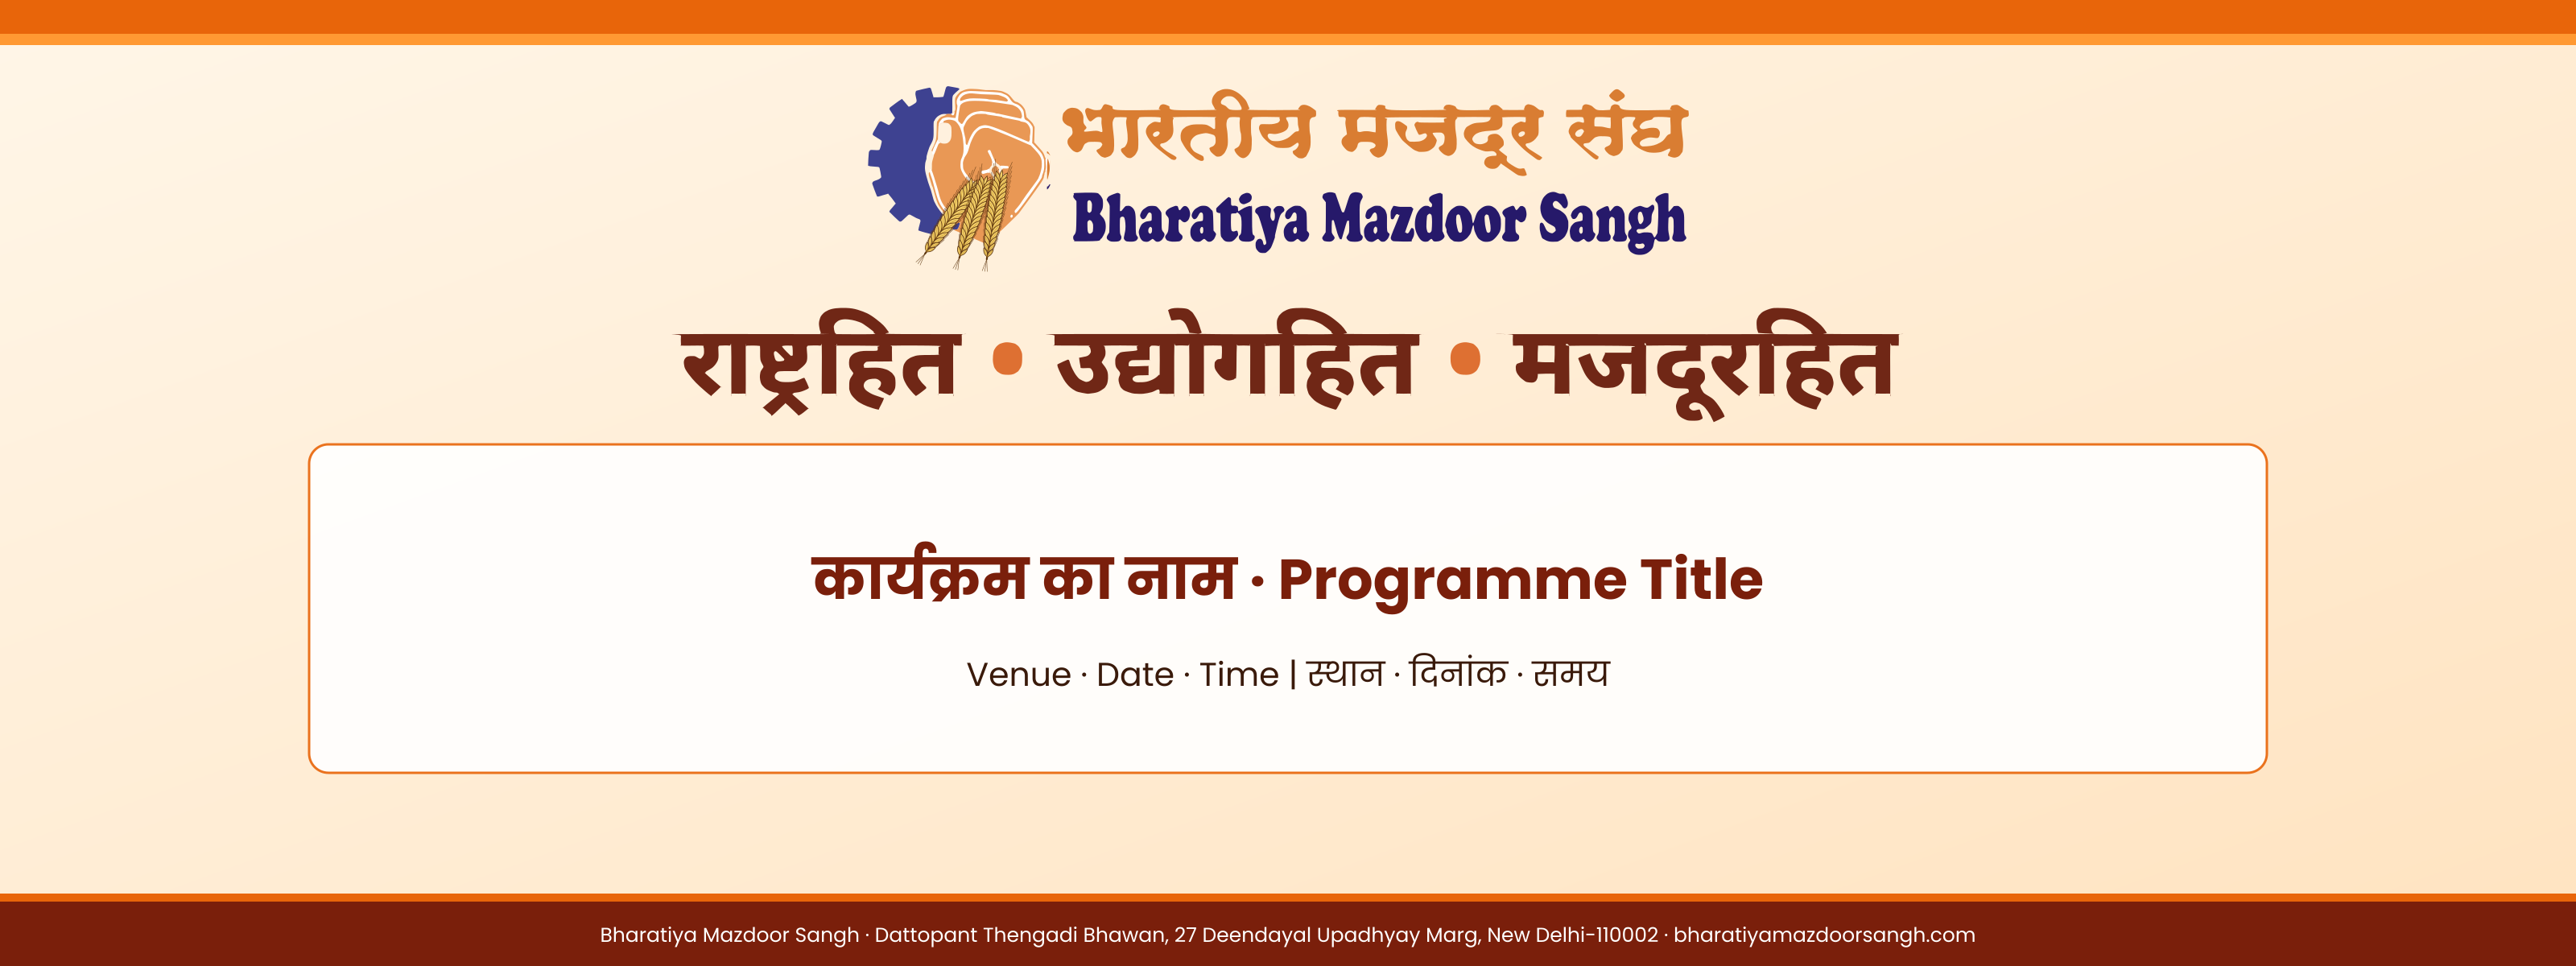 भारतीय मजदूर संघ
Bharatiya Mazdoor Sangh
राष्ट्रहित • उद्योगहित • मजदूरहित
कार्यक्रम का नाम · Programme Title
Venue · Date · Time | स्थान · दिनांक · समय
Bharatiya Mazdoor Sangh · Dattopant Thengadi Bhawan, 27 Deendayal Upadhyay Marg, New Delhi-110002 · bharatiyamazdoorsangh.com